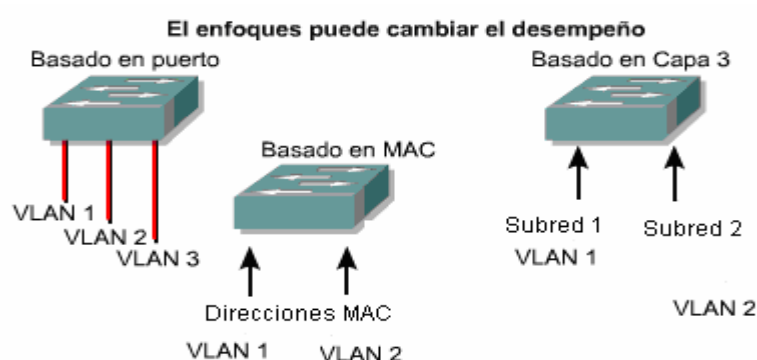 El enfoques puede cambiar el desempeño
Basado en puerto
VLAN 1
VLAN 2
VLAN 3
Basado en MAC
Direcciones MAC
VLAN 1
VLAN 2
Basado en Capa 3
Subred 1
VLAN 1
Subred 2
VLAN 2